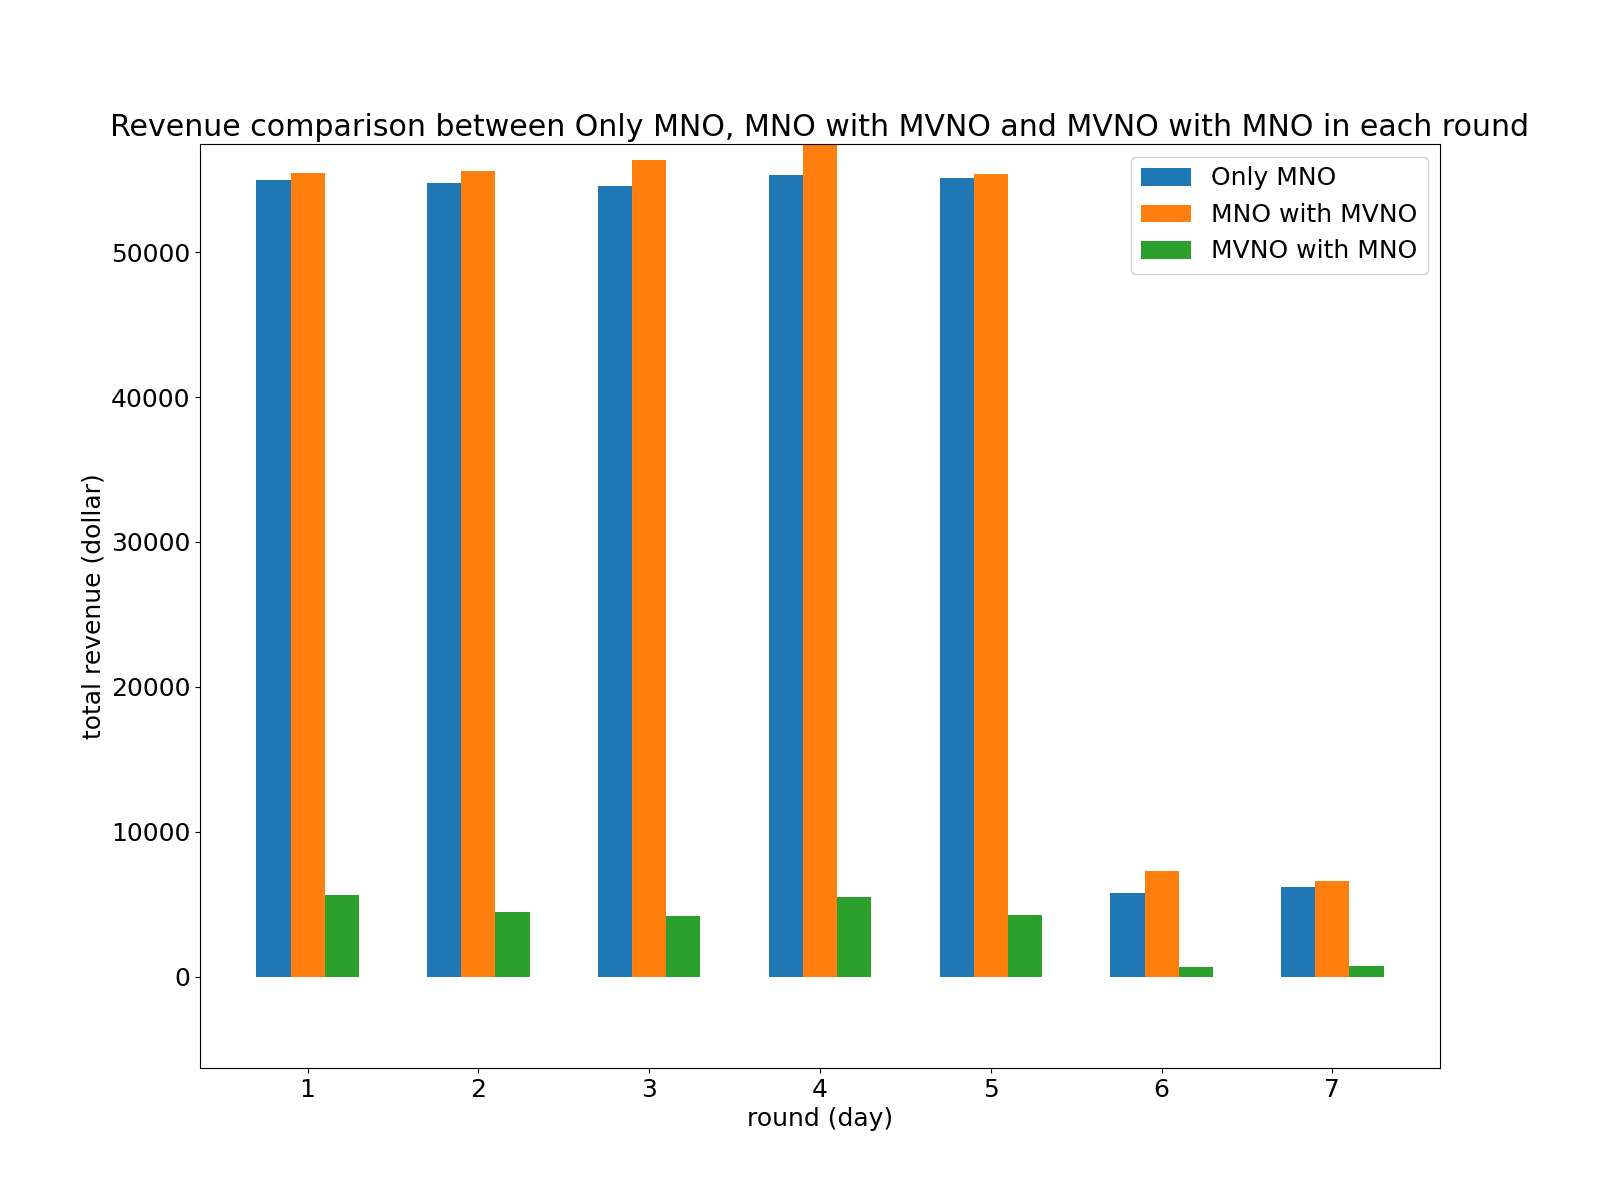 Revenue comparison between Only MNO, MNO with MVNO and MVNO with MNO in each round
Only MNO
MNO with MVNO
MVNO with MNO
50000
40000
30000
20000
10000
0
total revenue (dollar)
1 2 3 4 5 6 7
round (day)